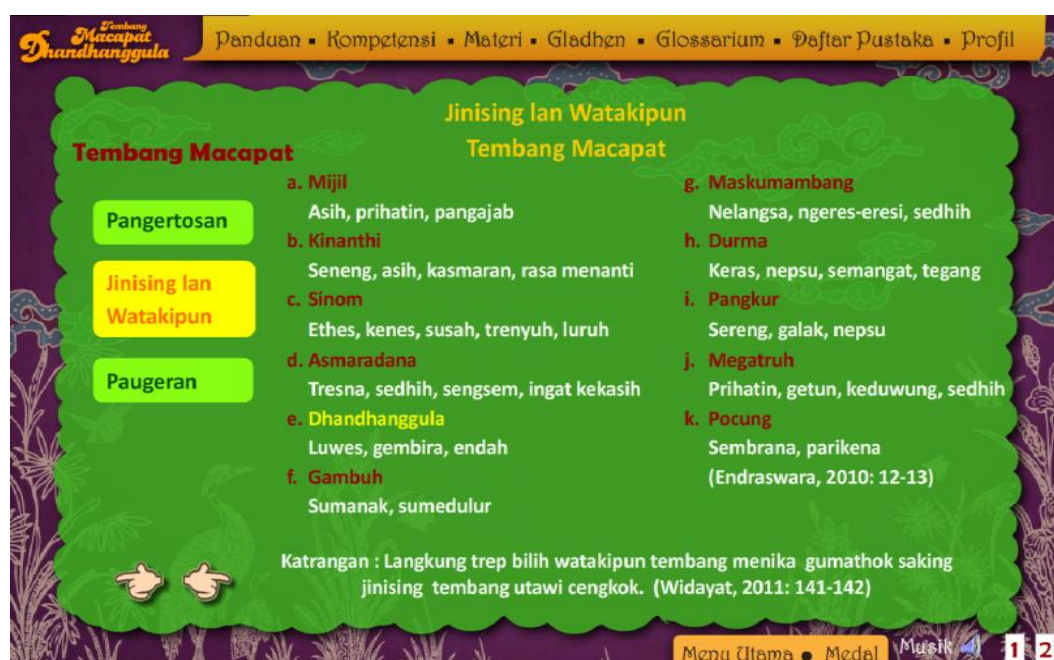 Tembang
Macapat
Dhandhanggula
Panduan • Kompetensi • Materi • Gladhen • Glossarium • Daftar Pustaka • Profil
Jinising lan Watakipun
Tembang Macapat
Tembang Macapat
Pangertosan
Jinising lan
Watakipun
Paugeran
a. Mijil
Asih, prihatin, pangajab
b. Kinanthi
Seneng, asih, kasmaran, rasa menanti
c. Sinom
Ethes, kenes, susah, trenyuh, luruh
d. Asmaradana
Tresna, sedhih, sengsem, ingat kekasih
e. Dhandhanggula
Luwes, gembira, endah
f. Gambuh
Sumanak, sumedulur
g. Maskumambang
Nelangsa, ngeres-eresi, sedhih
h. Durma
Keras, nepsu, semangat, tegang
i. Pangkur
Sereng, galak, nepsu
j. Megatruh
Prihatin, getun, keduwung, sedhih
k. Pocung
Sembrana, parikena
(Endraswara, 2010: 12-13)
Katrangan : Langkung trep bilih watakipun tembang menika gumathok saking
jinising tembang utawi cengkok. (Widayat, 2011: 141-142)
Menu Utama • Medal
Musik
1 2